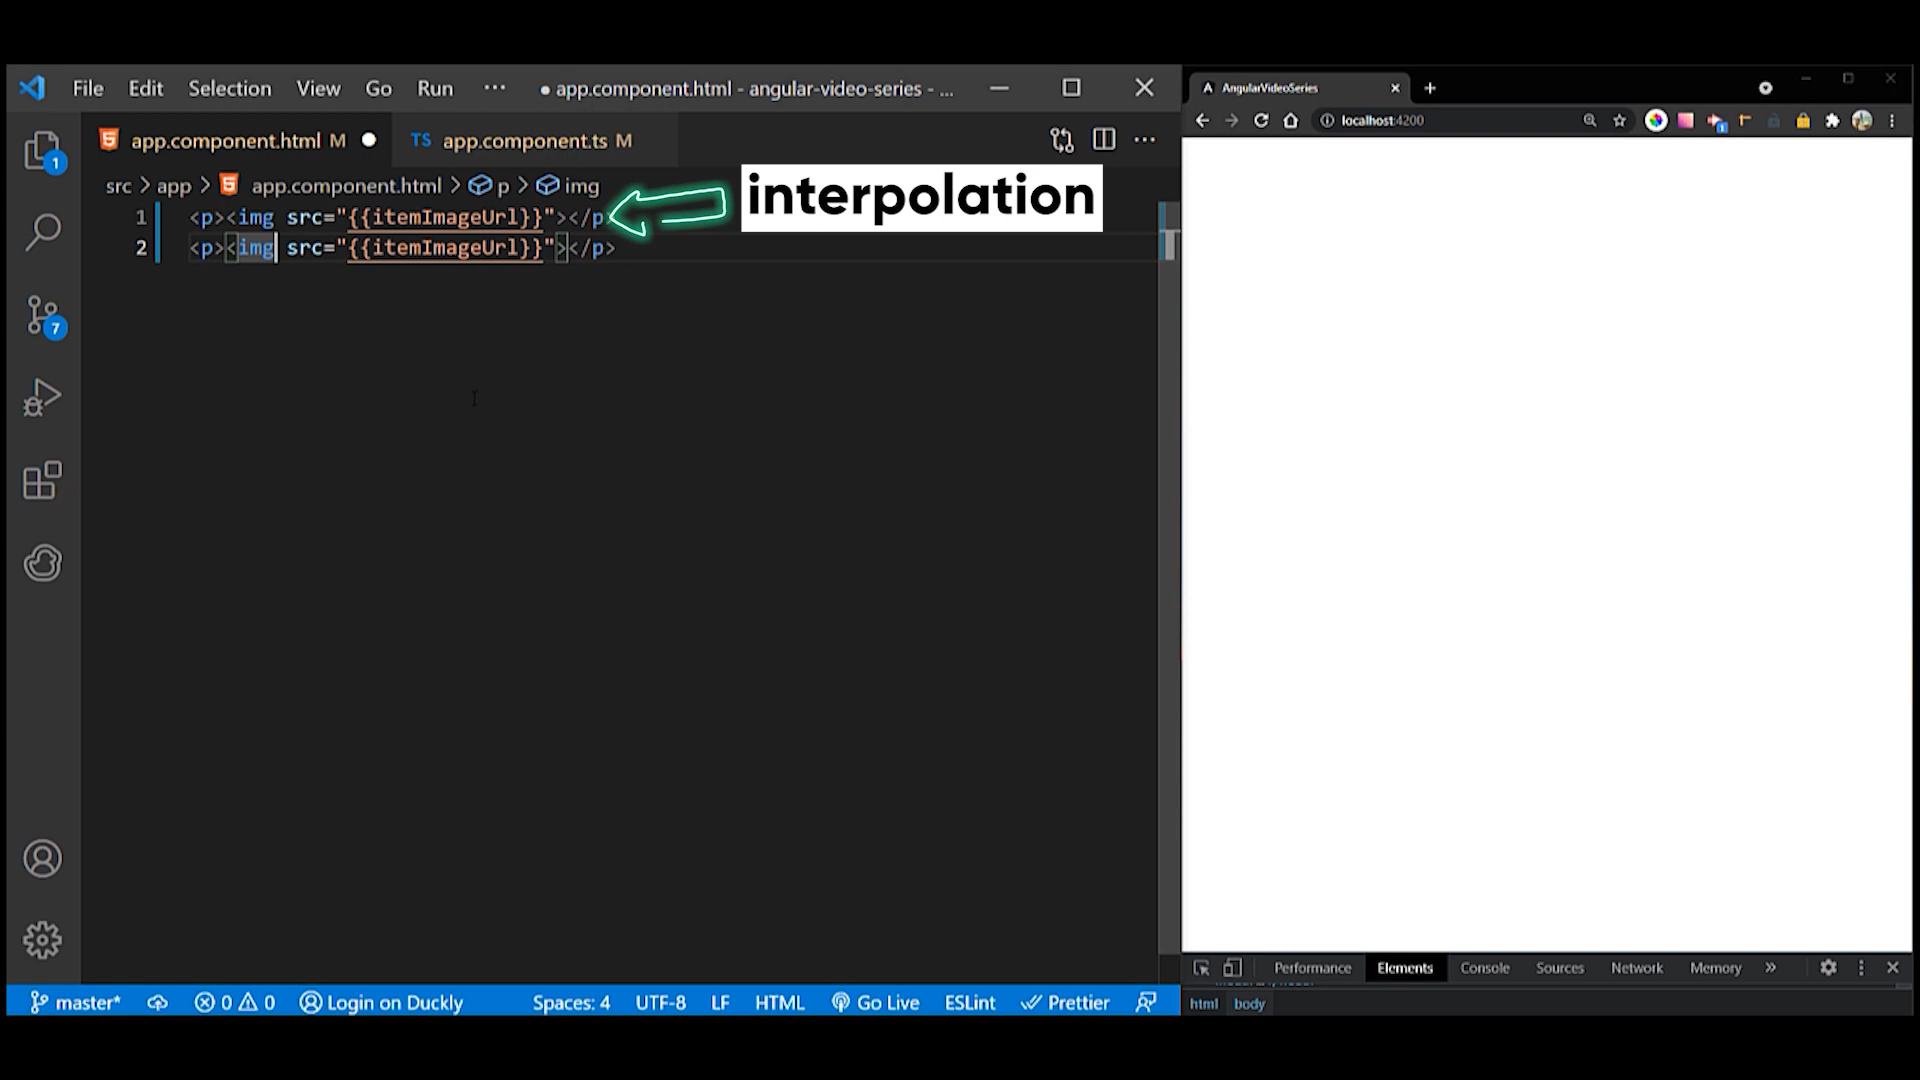 File Edit Selection View Go Run ··· ● app.component.html - angular-video-series - ...
app.component.html M ● TS app.component.ts M
src > app > app.component.html > p > img
interpolation
1 <p><img src="{{itemImageUrl}}"></p
2 <p><img src="{{itemImageUrl}}"></p>
1
7
master* 0 0 Login on Duckly Spaces: 4 UTF-8 LF HTML Go Live ESLint Prettier
AngularVideoSeries
localhost:4200
Performance Elements Console Sources Network Memory »
html body